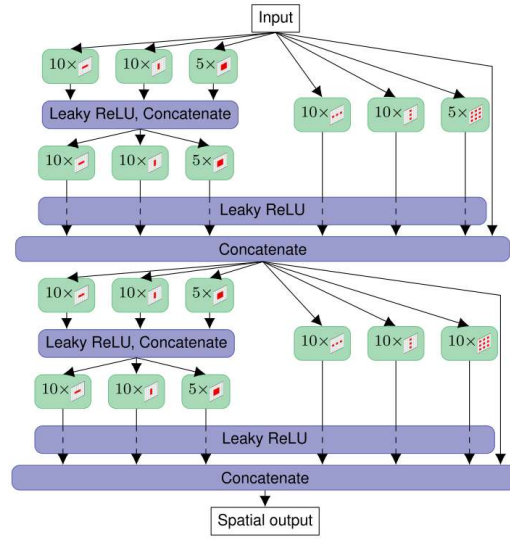 Input
10× 10× 5×
Leaky ReLU, Concatenate
10× 10× 5×
10× 10× 5×
Leaky ReLU
Concatenate
10× 10× 5×
Leaky ReLU, Concatenate
10× 10× 10×
10× 10× 5×
Leaky ReLU
Concatenate
Spatial output